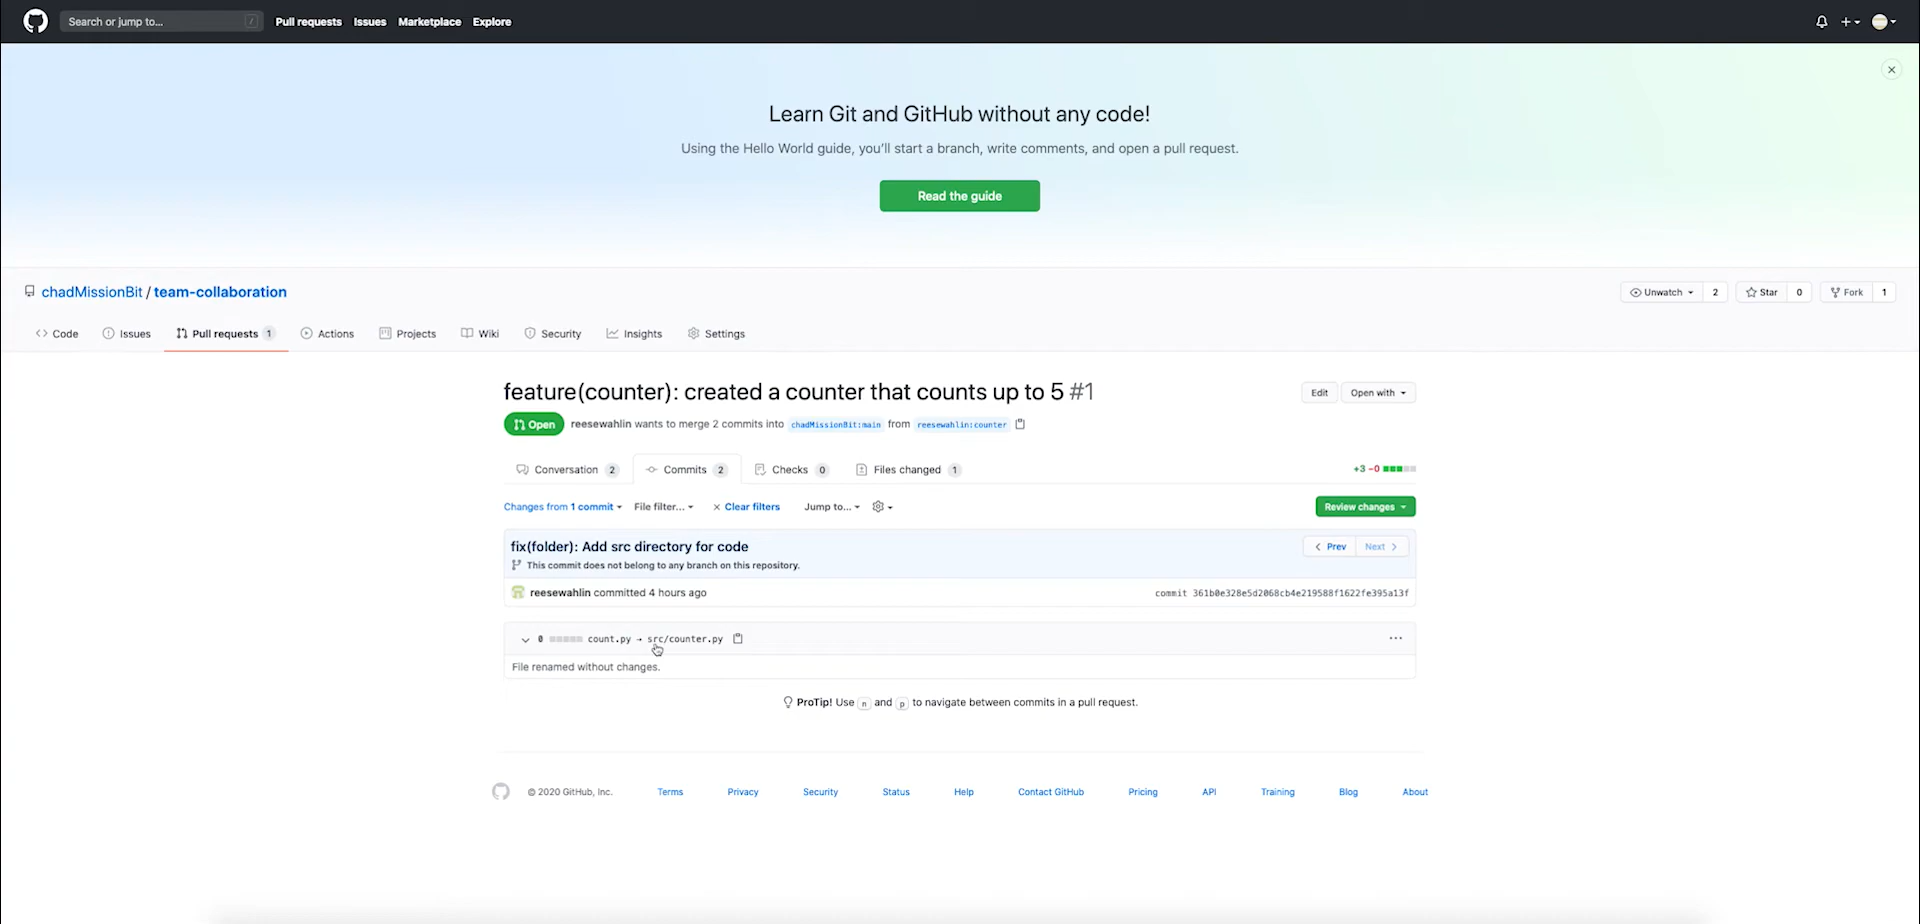 Search or jump to... /
Pull requests Issues Marketplace Explore
Learn Git and GitHub without any code!
Using the Hello World guide, you'll start a branch, write comments, and open a pull request.
Read the guide
chadMissionBit / team-collaboration
Unwatch 2 Star 0 Fork 1
Code Issues Pull requests 1 Actions Projects Wiki Security Insights Settings
feature(counter): created a counter that counts up to 5 #1
Edit Open with
Open reesewahlin wants to merge 2 commits into chadMissionBit:main from reesewahlin:counter
Conversation 2 Commits 2 Checks 0 Files changed 1 +3 −0
Changes from 1 commit File filter... × Clear filters Jump to... Review changes
fix(folder): Add src directory for code Prev Next
This commit does not belong to any branch on this repository.
reesewahlin committed 4 hours ago commit 361b0e328e5d2068cb4e219588f1622fe395a13f
0 count.py → src/counter.py ...
File renamed without changes.
ProTip! Use n and p to navigate between commits in a pull request.
© 2020 GitHub, Inc. Terms Privacy Security Status Help Contact GitHub Pricing API Training Blog About